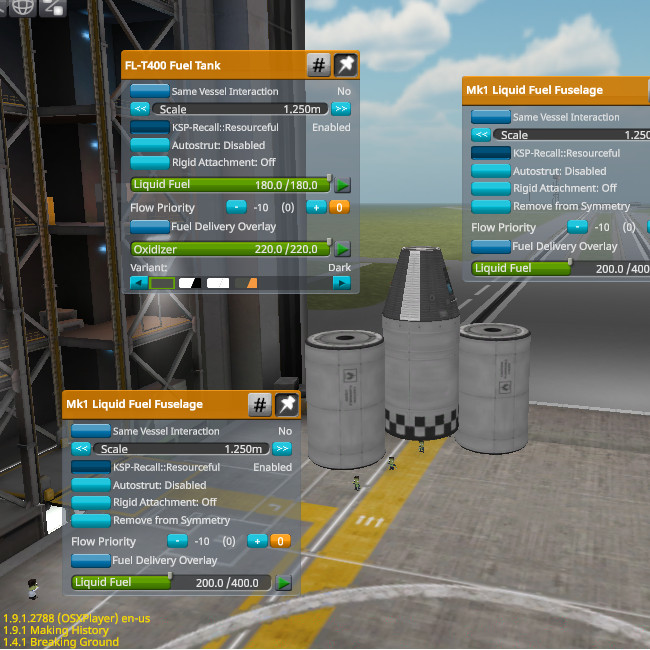 FL-T400 Fuel Tank
#
Same Vessel Interaction No
<< Scale 1.250m >>
KSP-Recall::Resourceful Enabled
Autostrut: Disabled
Rigid Attachment: Off
Liquid Fuel 180.0 /180.0
Flow Priority - -10 (0) + 0
Fuel Delivery Overlay
Oxidizer 220.0 /220.0
Variant: Dark
Mk1 Liquid Fuel Fuselage
Same Vessel Interaction
<< Scale 1.250
KSP-Recall::Resourceful
Autostrut: Disabled
Rigid Attachment: Off
Remove from Symmetry
Flow Priority - -10 (0)
Fuel Delivery Overlay
Liquid Fuel 200.0 /400
Mk1 Liquid Fuel Fuselage
#
Same Vessel Interaction No
<< Scale 1.250m >>
KSP-Recall::Resourceful Enabled
Autostrut: Disabled
Rigid Attachment: Off
Remove from Symmetry
Flow Priority - -10 (0) + 0
Fuel Delivery Overlay
Liquid Fuel 200.0 /400.0
1.9.1.2788 (OSXPlayer) en-us
1.9.1 Making History
1.4.1 Breaking Ground